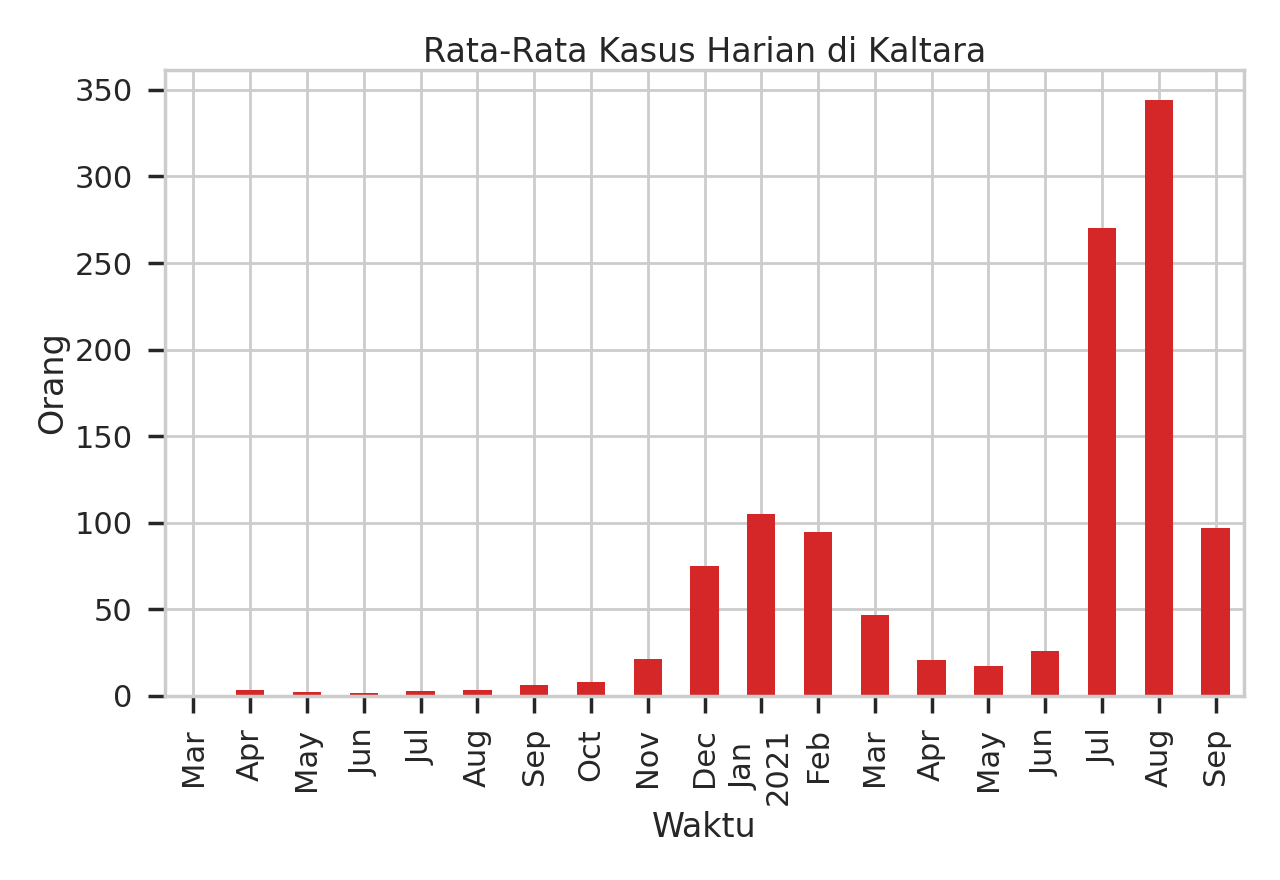 Rata-Rata Kasus Harian di Kaltara
350
300
250
200
150
100
50
0
Orang
Mar
Apr
May
Jun
Jul
Aug
Sep
Oct
Nov
Dec
Jan
2021
Feb
Mar
Apr
May
Jun
Jul
Aug
Sep
Waktu